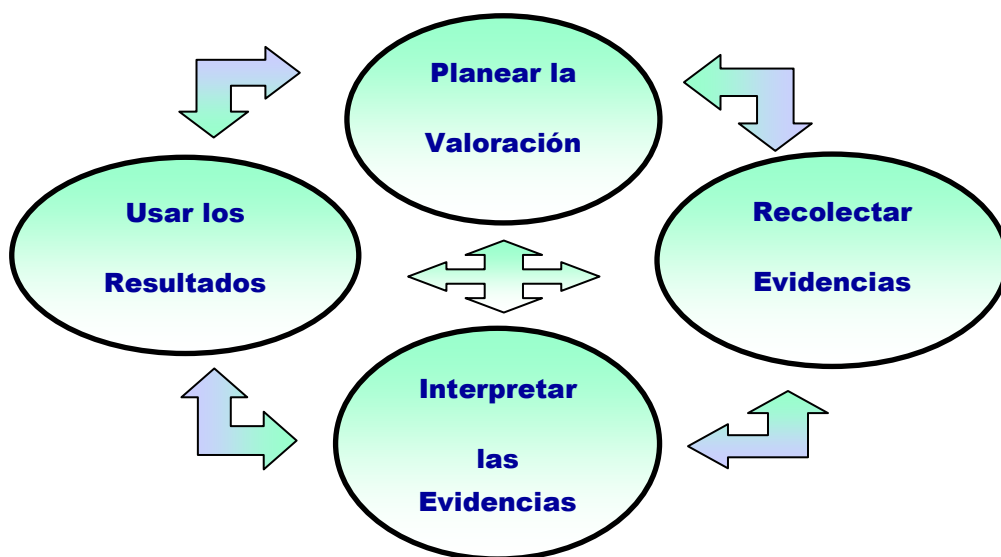 Planear la
Valoración
Usar los
Resultados
Recolectar
Evidencias
Interpretar
las
Evidencias